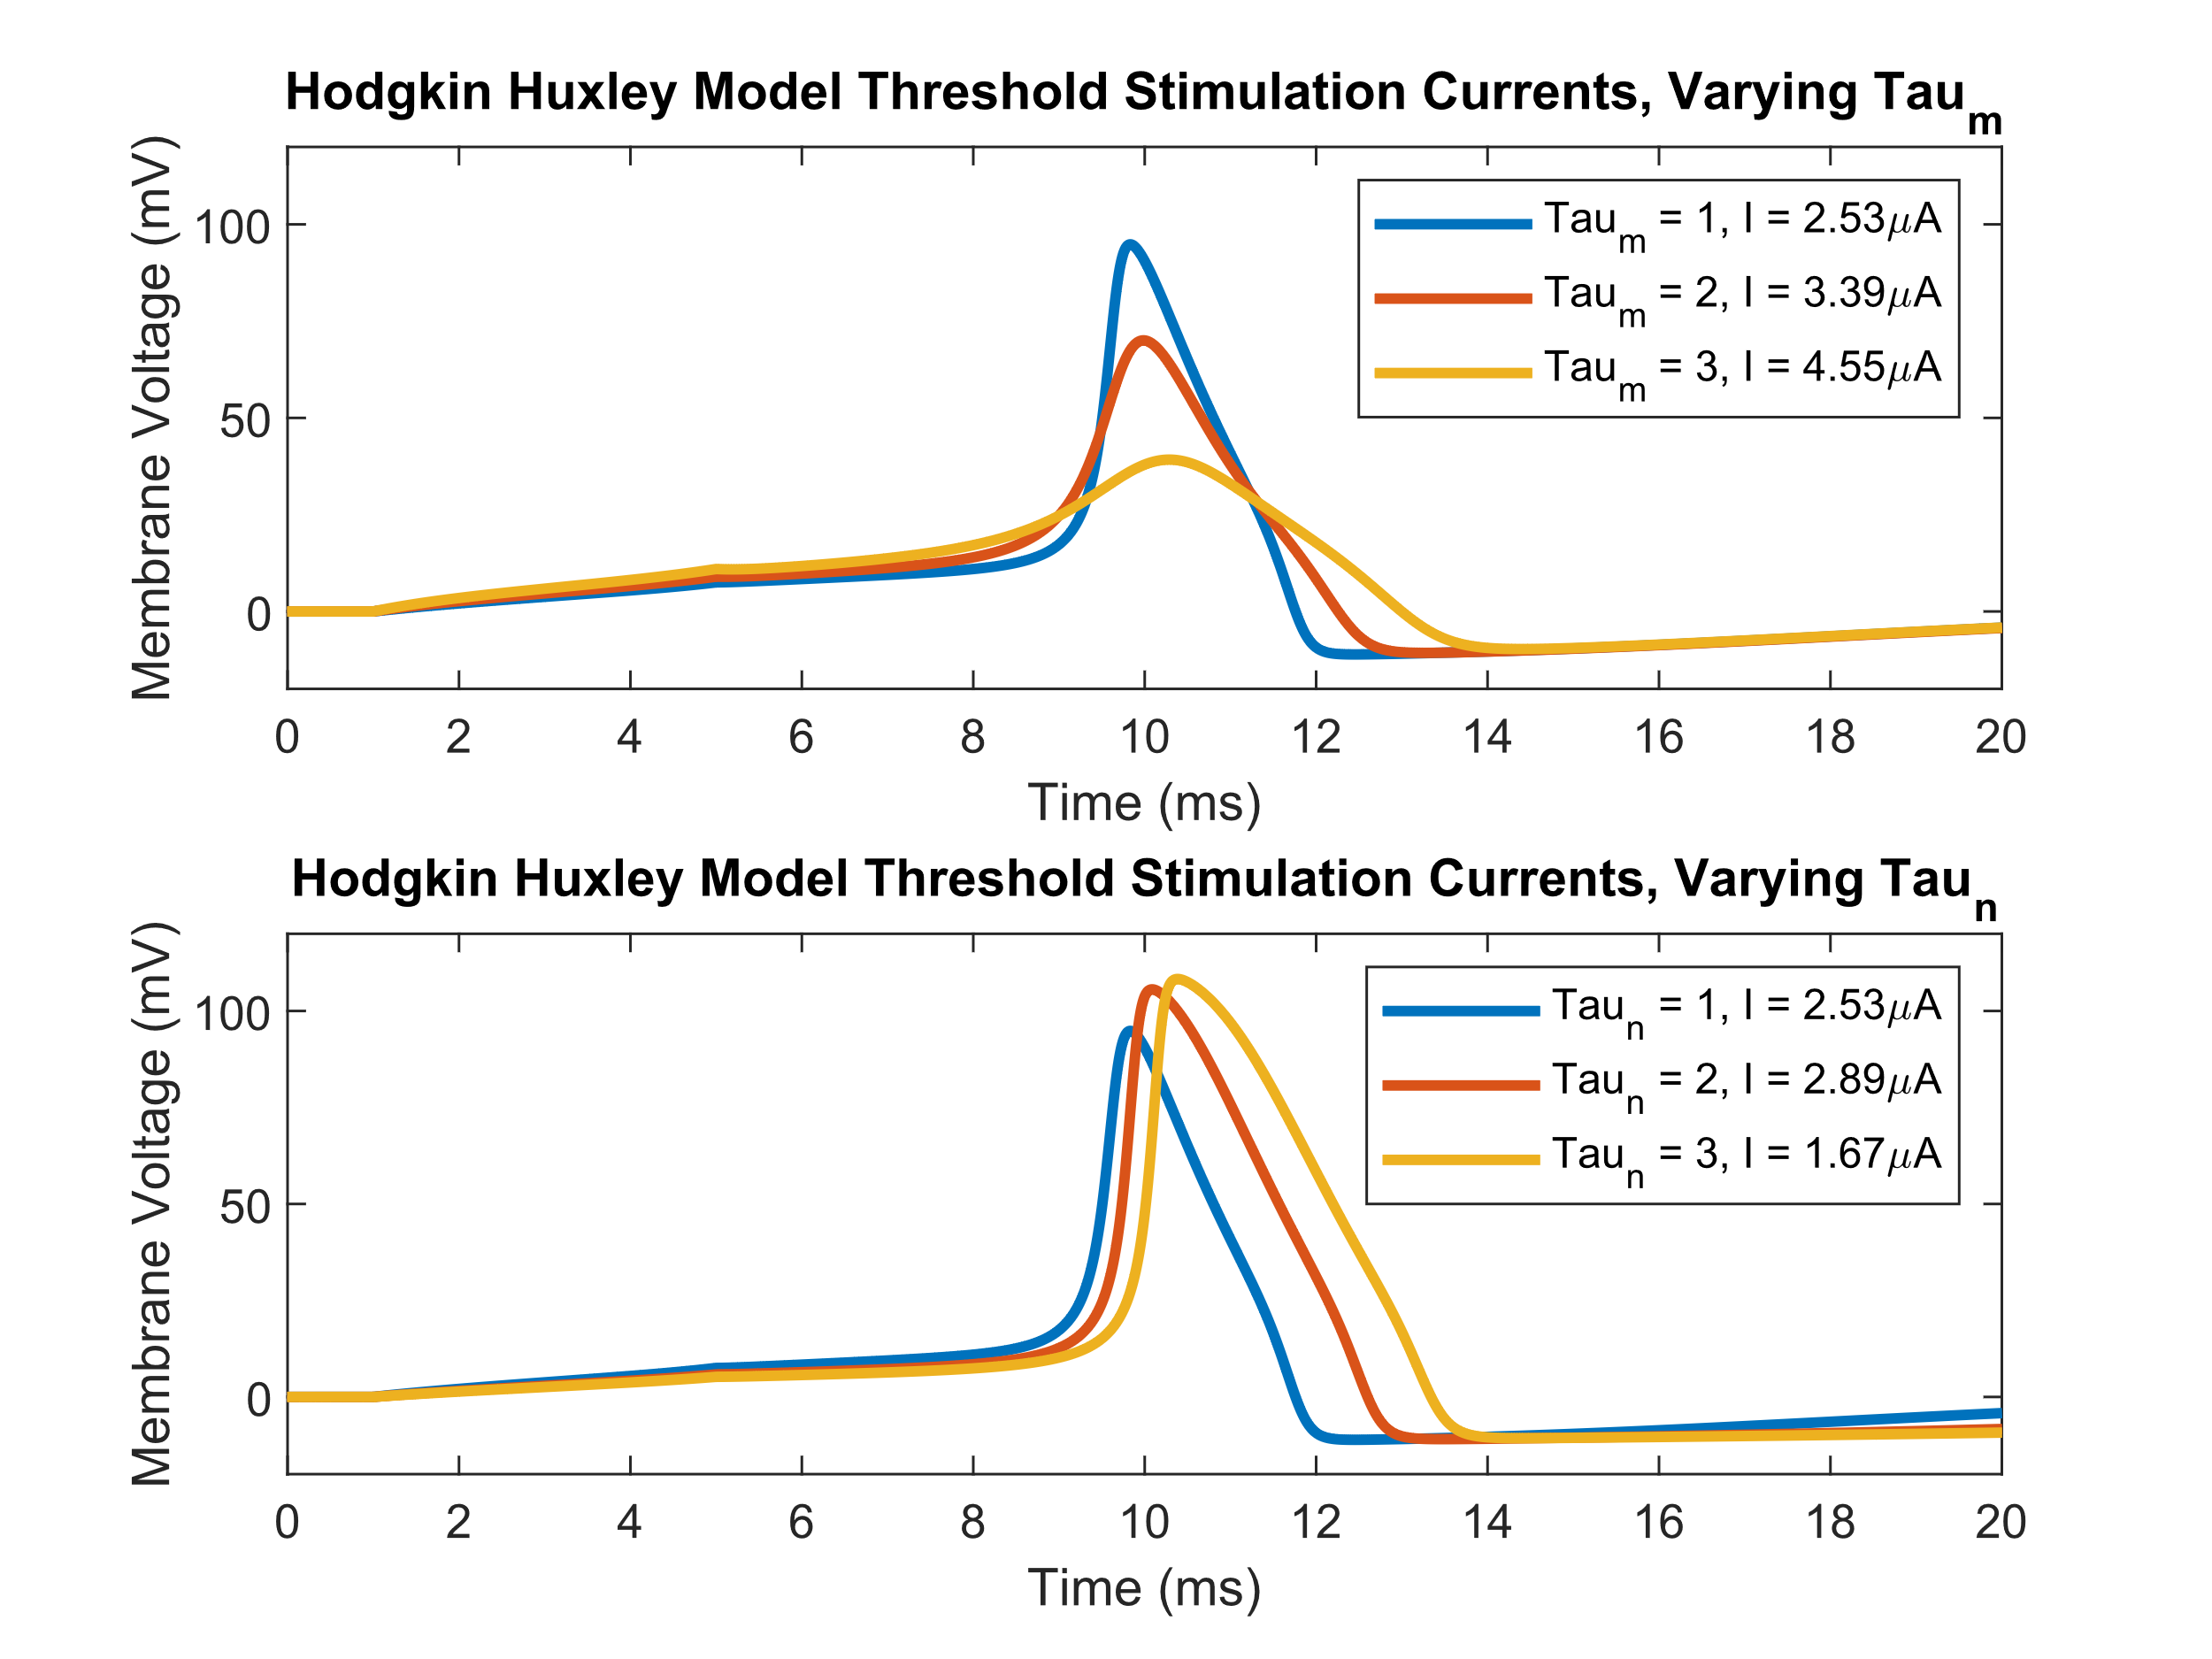 Hodgkin Huxley Model Threshold Stimulation Currents, Varying Tau_m
Membrane Voltage (mV)
100
50
0
Tau_m = 1, I = 2.53μA
Tau_m = 2, I = 3.39μA
Tau_m = 3, I = 4.55μA
0 2 4 6 8 10 12 14 16 18 20
Time (ms)
Hodgkin Huxley Model Threshold Stimulation Currents, Varying Tau_n
Membrane Voltage (mV)
100
50
0
Tau_n = 1, I = 2.53μA
Tau_n = 2, I = 2.89μA
Tau_n = 3, I = 1.67μA
0 2 4 6 8 10 12 14 16 18 20
Time (ms)